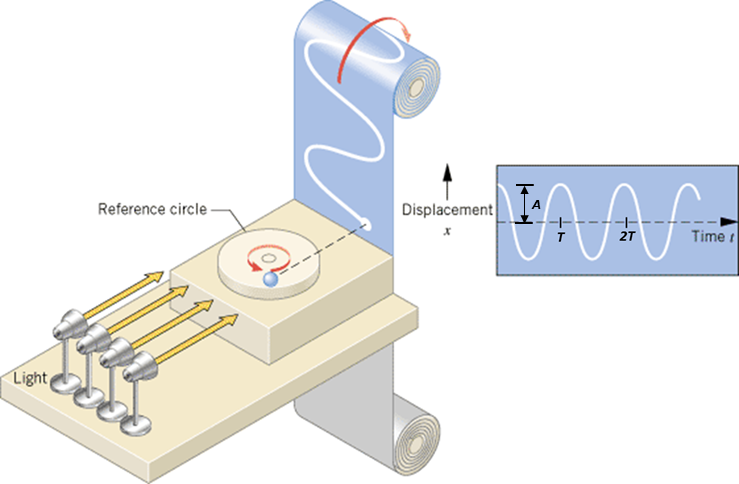 Reference circle
Light
Displacement
x
A
T
2T
Time t